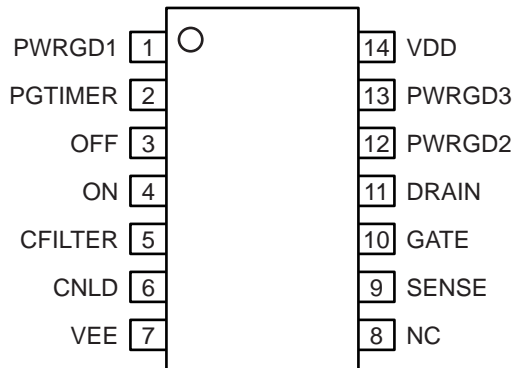 PWRGD1 1 14 VDD
PGTIMER 2 13 PWRGD3
OFF 3 12 PWRGD2
ON 4 11 DRAIN
CFILTER 5 10 GATE
CNLD 6 9 SENSE
VEE 7 8 NC